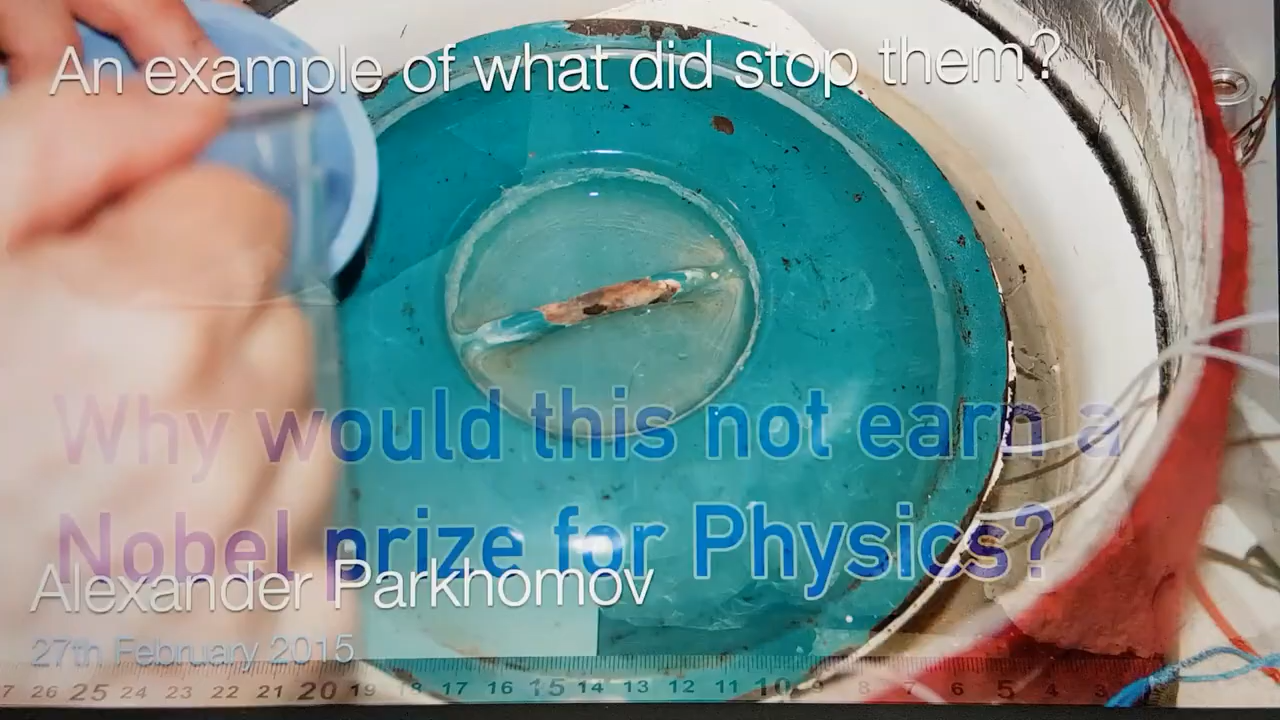 An example of what did stop them?
Why would this not earn a
Nobel prize for Physics?
Alexander Parkhomov
27th February 2015
7 26 25 24 23 22 21 20 19 18 17 16 15 14 13 12 11 10 9 8 7 6 5 4 3